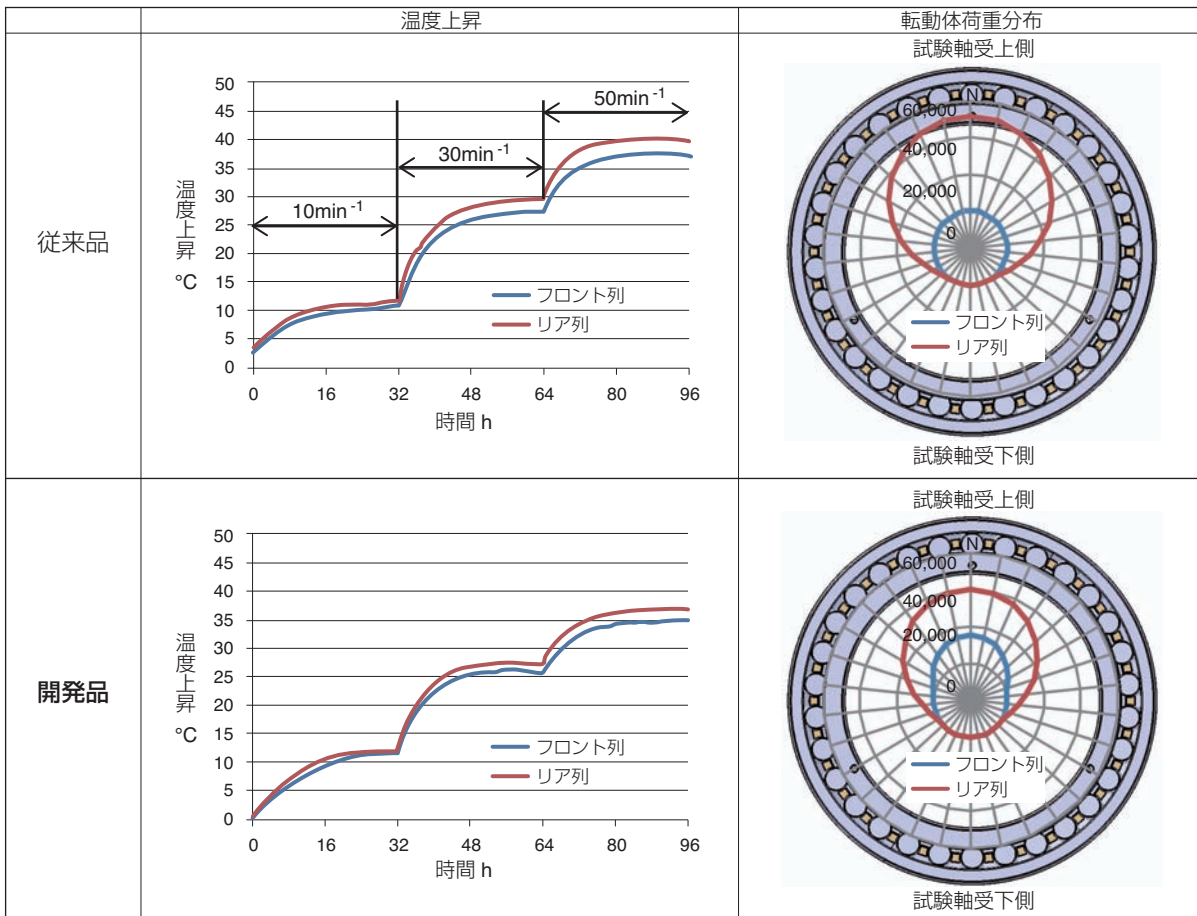 温度上昇
転動体荷重分布
従来品
温度上昇 °C
50
45
40
35
30
25
20
15
10
5
0
10min-1
30min-1
50min-1
フロント列
リア列
0 16 32 48 64 80 96
時間 h
試験軸受上側
N
60,000
40,000
20,000
0
フロント列
リア列
試験軸受下側
開発品
温度上昇 °C
50
45
40
35
30
25
20
15
10
5
0
フロント列
リア列
0 16 32 48 64 80 96
時間 h
試験軸受上側
N
60,000
40,000
20,000
0
フロント列
リア列
試験軸受下側